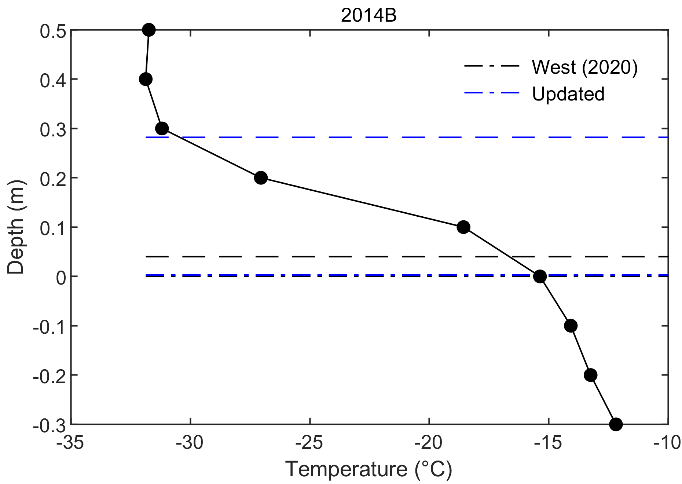 2014B
0.5
0.4
0.3
0.2
0.1
0
-0.1
-0.2
-0.3
Depth (m)
West (2020)
Updated
-35 -30 -25 -20 -15 -10
Temperature (°C)